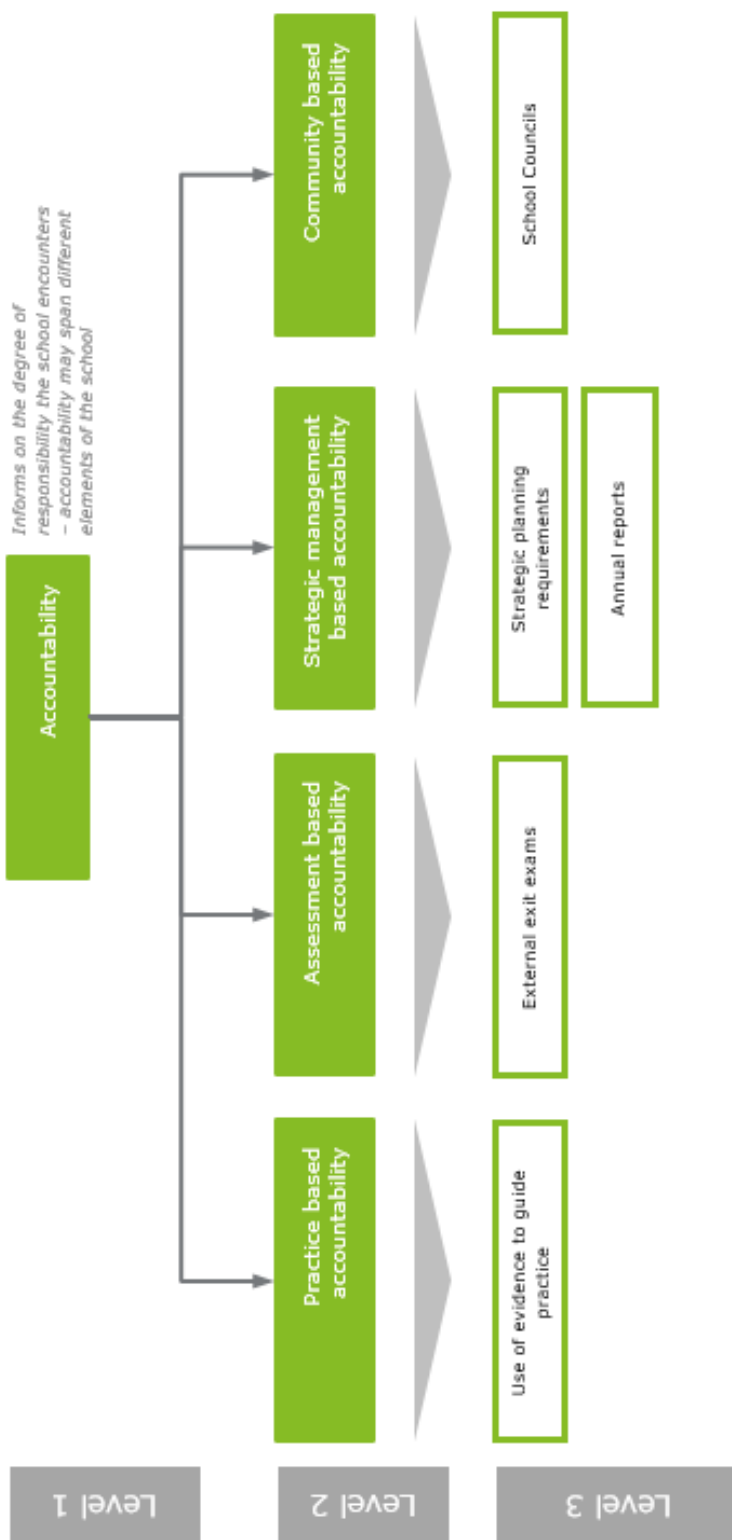 Level 1
Accountability
Informs on the degree of
responsibility the school encounters
– accountability may span different
elements of the school
Level 2
Practice based
accountability
Assessment based
accountability
Strategic management
based accountability
Community based
accountability
Level 3
Use of evidence to guide
practice
External exit exams
Strategic planning
requirements
Annual reports
School Councils